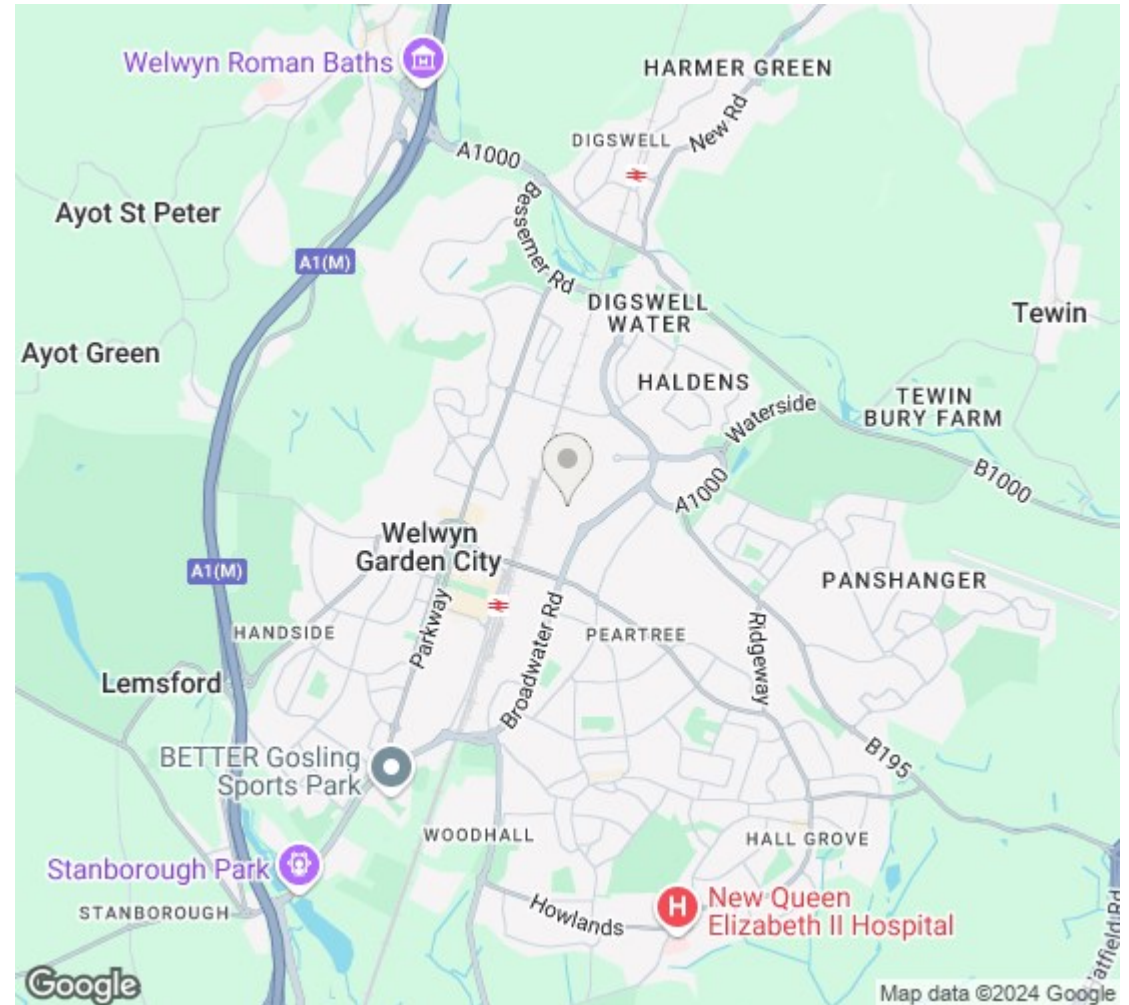 Welwyn Roman Baths
HARMER GREEN
DIGSWELL
New Rd
A1000
Ayot St Peter
Bessemer Rd
A1(M)
DIGSWELL
WATER
Tewin
Ayot Green
HALDENS
TEWIN
BURY FARM
Waterside
B1000
A1000
Welwyn
Garden City
A1(M)
PANSHANGER
HANDSIDE
Parkway
PEARTREE
Ridgeway
Broadwater Rd
Lemsford
BETTER Gosling
Sports Park
B195
WOODHALL
HALL GROVE
Stanborough Park
STANBOROUGH
Howlands
H
New Queen
Elizabeth II Hospital
atfield Rd
Google
Map data ©2024 Google